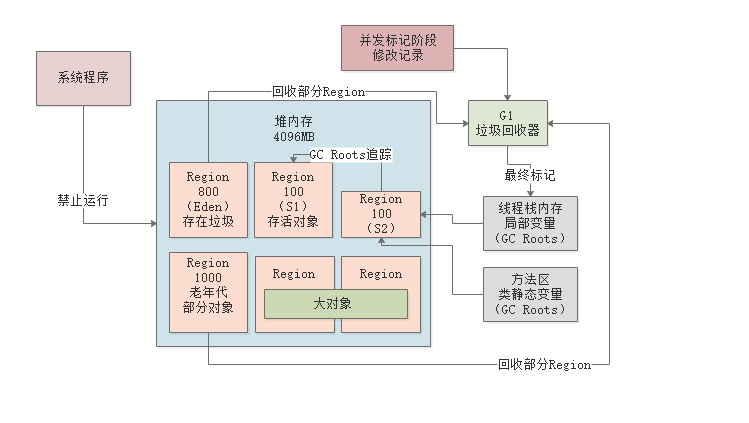 并发标记阶段
修改记录
系统程序
回收部分Region
堆内存
4096MB
G1
垃圾回收器
GC Roots追踪
最终标记
禁止运行
Region
800
（Eden）
存在垃圾
Region
100
（S1）
存活对象
Region
100
（S2）
线程栈内存
局部变量
（GC Roots）
Region
1000
老年代
部分对象
Region
Region
大对象
方法区
类静态变量
（GC Roots）
回收部分Region